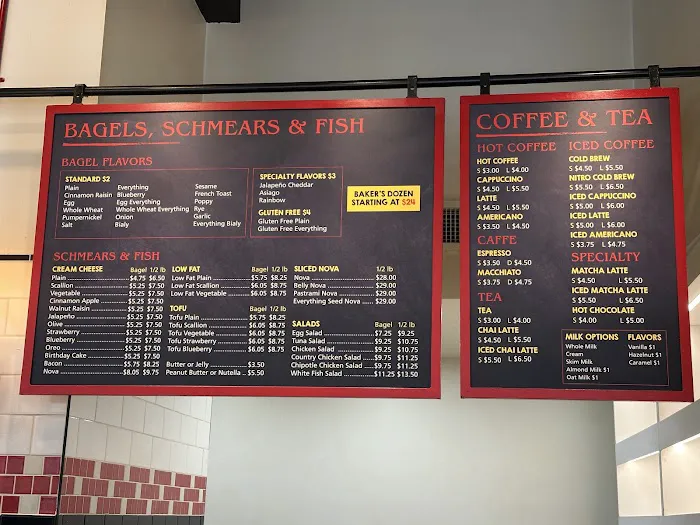 BAGELS, SCHMEARS & FISH
BAGEL FLAVORS
STANDARD $2
Plain Everything Sesame
Cinnamon Raisin Blueberry French Toast
Egg Egg Everything Poppy
Whole Wheat Whole Wheat Everything Rye
Pumpernickel Onion Garlic
Salt Bialy Everything Bialy
SPECIALTY FLAVORS $3
Jalapeño Cheddar
Asiago
Rainbow
GLUTEN FREE $4
Gluten Free Plain
Gluten Free Everything
BAKER'S DOZEN
STARTING AT $24
SCHMEARS & FISH
CREAM CHEESE Bagel 1/2 lb
Plain $4.75 $6.50
Scallion $5.25 $7.50
Vegetable $5.25 $7.50
Cinnamon Apple $5.25 $7.50
Walnut Raisin $5.25 $7.50
Jalapeño $5.25 $7.50
Olive $5.25 $7.50
Strawberry $5.25 $7.50
Blueberry $5.25 $7.50
Oreo $5.25 $7.50
Birthday Cake $5.25 $7.50
Bacon $5.75 $8.25
Nova $8.05 $9.75
LOW FAT Bagel 1/2 lb
Low Fat Plain $5.75 $8.25
Low Fat Scallion $6.05 $8.75
Low Fat Vegetable $6.05 $8.75
TOFU Bagel 1/2 lb
Tofu Plain $5.75 $8.25
Tofu Scallion $6.05 $8.75
Tofu Vegetable $6.05 $8.75
Tofu Strawberry $6.05 $8.75
Tofu Blueberry $6.05 $8.75
Butter or Jelly $3.50
Peanut Butter or Nutella $5.50
SLICED NOVA 1/2 lb
Nova $28.00
Belly Nova $29.00
Pastrami Nova $29.00
Everything Seed Nova $29.00
SALADS Bagel 1/2 lb
Egg Salad $7.25 $9.25
Tuna Salad $9.25 $10.75
Chicken Salad $9.25 $10.75
Country Chicken Salad $9.75 $11.25
Chipotle Chicken Salad $9.75 $11.25
White Fish Salad $11.25 $13.50
COFFEE & TEA
HOT COFFEE
HOT COFFEE
S $3.00 L $4.00
CAPPUCCINO
S $4.50 L $5.50
LATTE
S $4.50 L $5.50
AMERICANO
S $3.50 L $4.50
CAFFE
ESPRESSO
S $3.50 D $4.50
MACCHIATO
S $3.75 D $4.75
TEA
TEA
S $3.00 L $4.00
CHAI LATTE
S $4.50 L $5.50
ICED CHAI LATTE
S $5.50 L $6.50
ICED COFFEE
COLD BREW
S $4.50 L $5.50
NITRO COLD BREW
S $5.50 L $6.50
ICED CAPPUCCINO
S $5.00 L $6.00
ICED LATTE
S $5.00 L $6.00
ICED AMERICANO
S $3.75 L $4.75
SPECIALTY
MATCHA LATTE
S $4.50 L $5.50
ICED MATCHA LATTE
S $5.50 L $6.50
HOT CHOCOLATE
S $4.00 L $5.00
MILK OPTIONS
Whole Milk
Cream
Skim Milk
Almond Milk $1
Oat Milk $1
FLAVORS
Vanilla $1
Hazelnut $1
Caramel $1